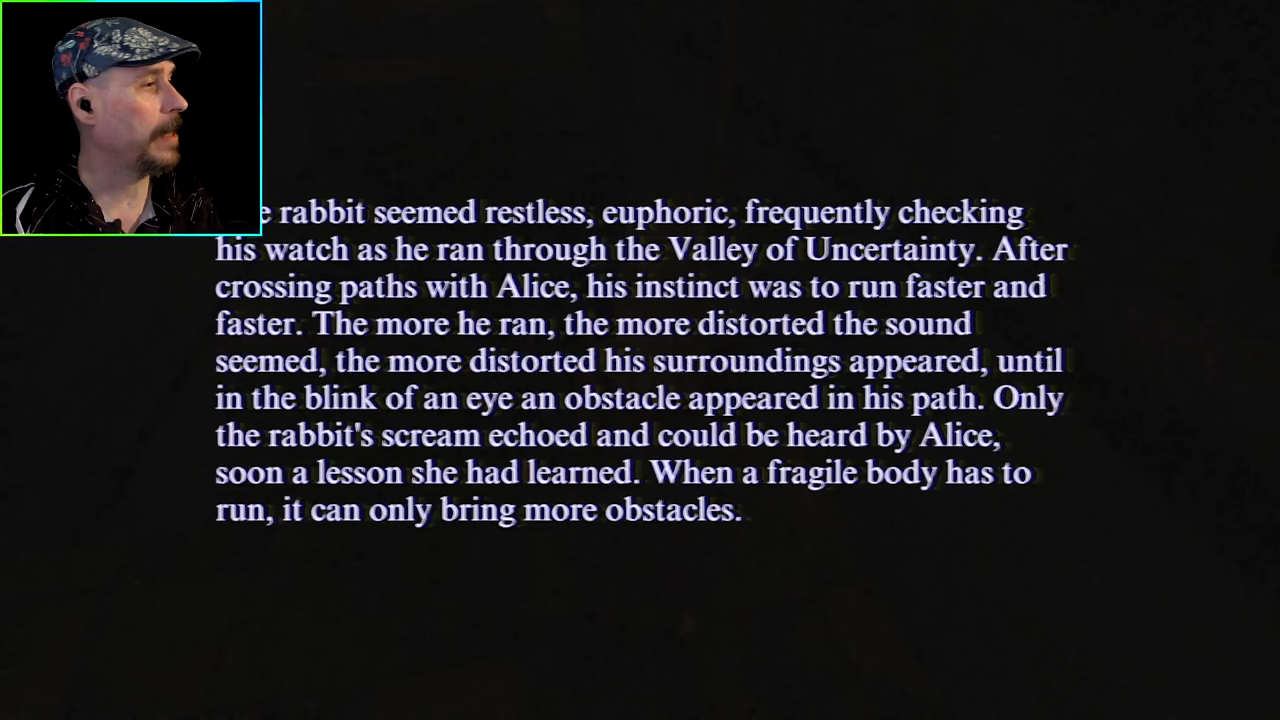 rabbit seemed restless, euphoric, frequently checking
his watch as he ran through the Valley of Uncertainty. After
crossing paths with Alice, his instinct was to run faster and
faster. The more he ran, the more distorted the sound
seemed, the more distorted his surroundings appeared, until
in the blink of an eye an obstacle appeared in his path. Only
the rabbit's scream echoed and could be heard by Alice,
soon a lesson she had learned. When a fragile body has to
run, it can only bring more obstacles.